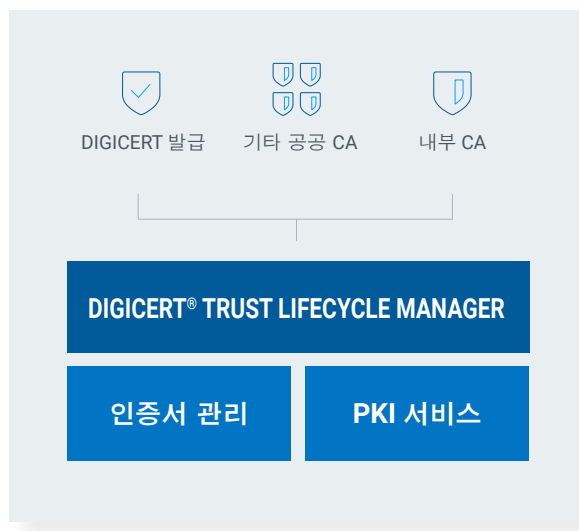 DIGICERT 발급
기타 공공 CA
내부 CA
DIGICERT® TRUST LIFECYCLE MANAGER
인증서 관리
PKI 서비스